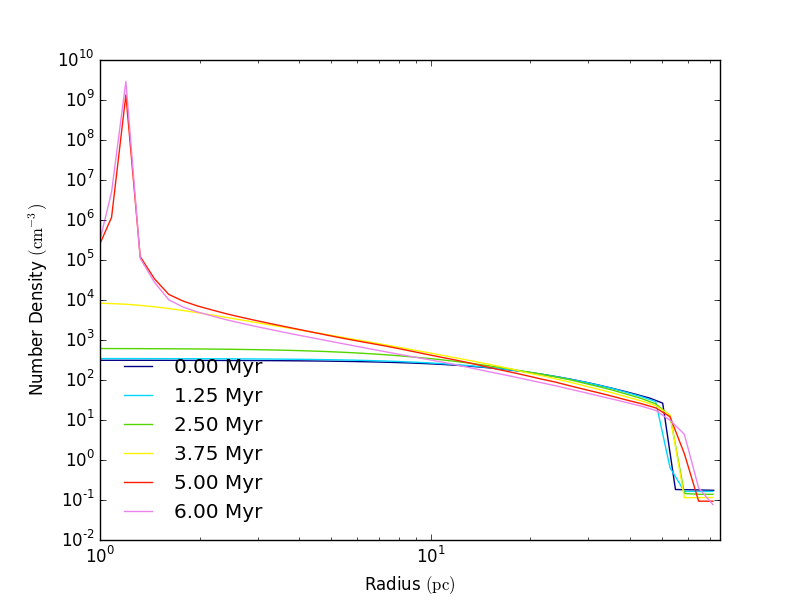 10^10
10^9
10^8
10^7
10^6
10^5
10^4
10^3
10^2
10^1
10^0
10^-1
10^-2
Number Density (cm^-3)
0.00 Myr
1.25 Myr
2.50 Myr
3.75 Myr
5.00 Myr
6.00 Myr
10^0 10^1
Radius (pc)